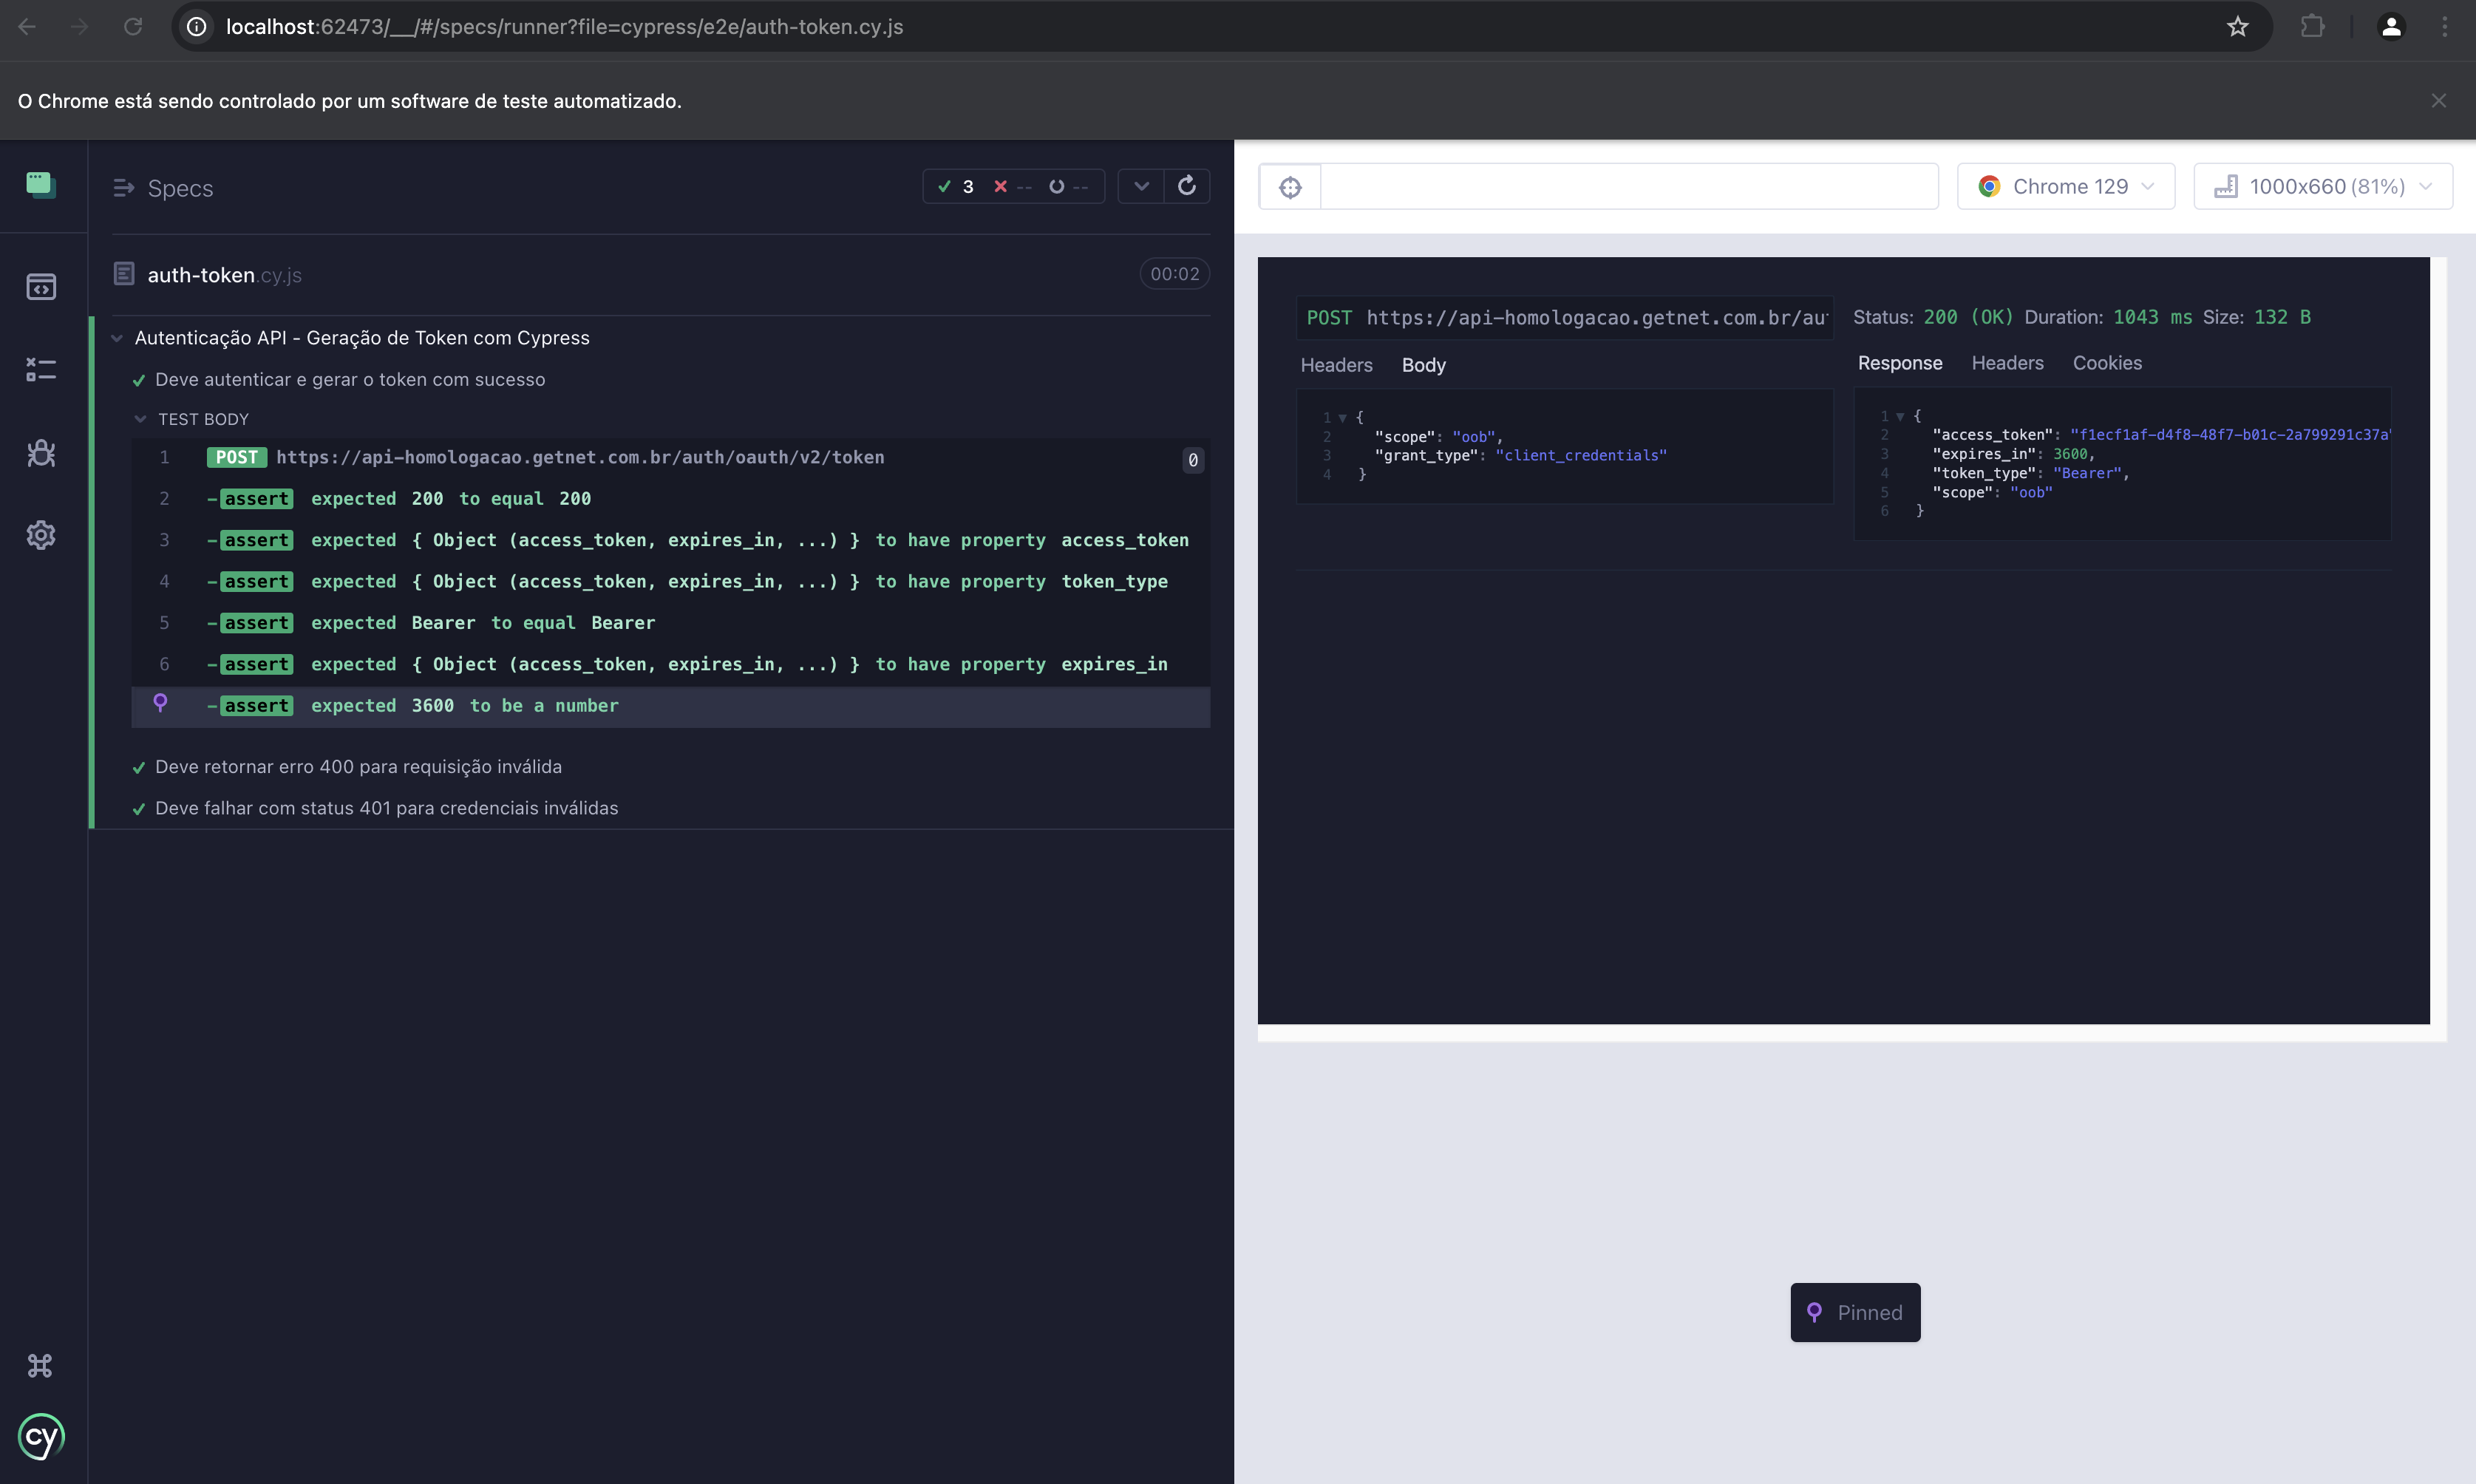 localhost:62473/__/#/specs/runner?file=cypress/e2e/auth-token.cy.js
O Chrome está sendo controlado por um software de teste automatizado.
Specs
3 -- --
auth-token.cy.js
00:02
Autenticação API - Geração de Token com Cypress
Deve autenticar e gerar o token com sucesso
TEST BODY
1 POST https://api-homologacao.getnet.com.br/auth/oauth/v2/token 0
2 -assert expected 200 to equal 200
3 -assert expected { Object (access_token, expires_in, ...) } to have property access_token
4 -assert expected { Object (access_token, expires_in, ...) } to have property token_type
5 -assert expected Bearer to equal Bearer
6 -assert expected { Object (access_token, expires_in, ...) } to have property expires_in
-assert expected 3600 to be a number
Deve retornar erro 400 para requisição inválida
Deve falhar com status 401 para credenciais inválidas
cy
Chrome 129
1000x660 (81%)
POST https://api-homologacao.getnet.com.br/au
Status: 200 (OK) Duration: 1043 ms Size: 132 B
Headers Body
1 {
2 "scope": "oob",
3 "grant_type": "client_credentials"
4 }
Response Headers Cookies
1 {
2 "access_token": "f1ecf1af-d4f8-48f7-b01c-2a799291c37a"
3 "expires_in": 3600,
4 "token_type": "Bearer",
5 "scope": "oob"
6 }
Pinned